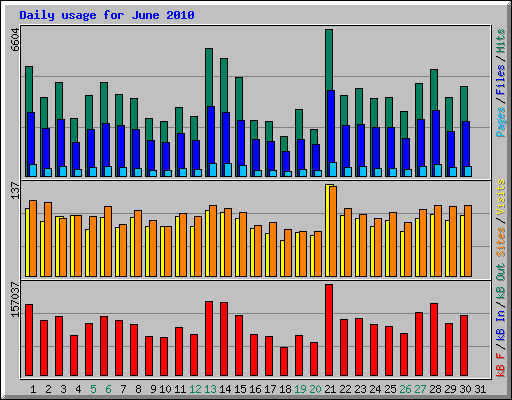 Daily usage for June 2010
6604
137
157037
Pages / Files / Hits
Sites / Visits
kB F / kB In / kB Out
1 2 3 4 5 6 7 8 9 10 11 12 13 14 15 16 17 18 19 20 21 22 23 24 25 26 27 28 29 30 31